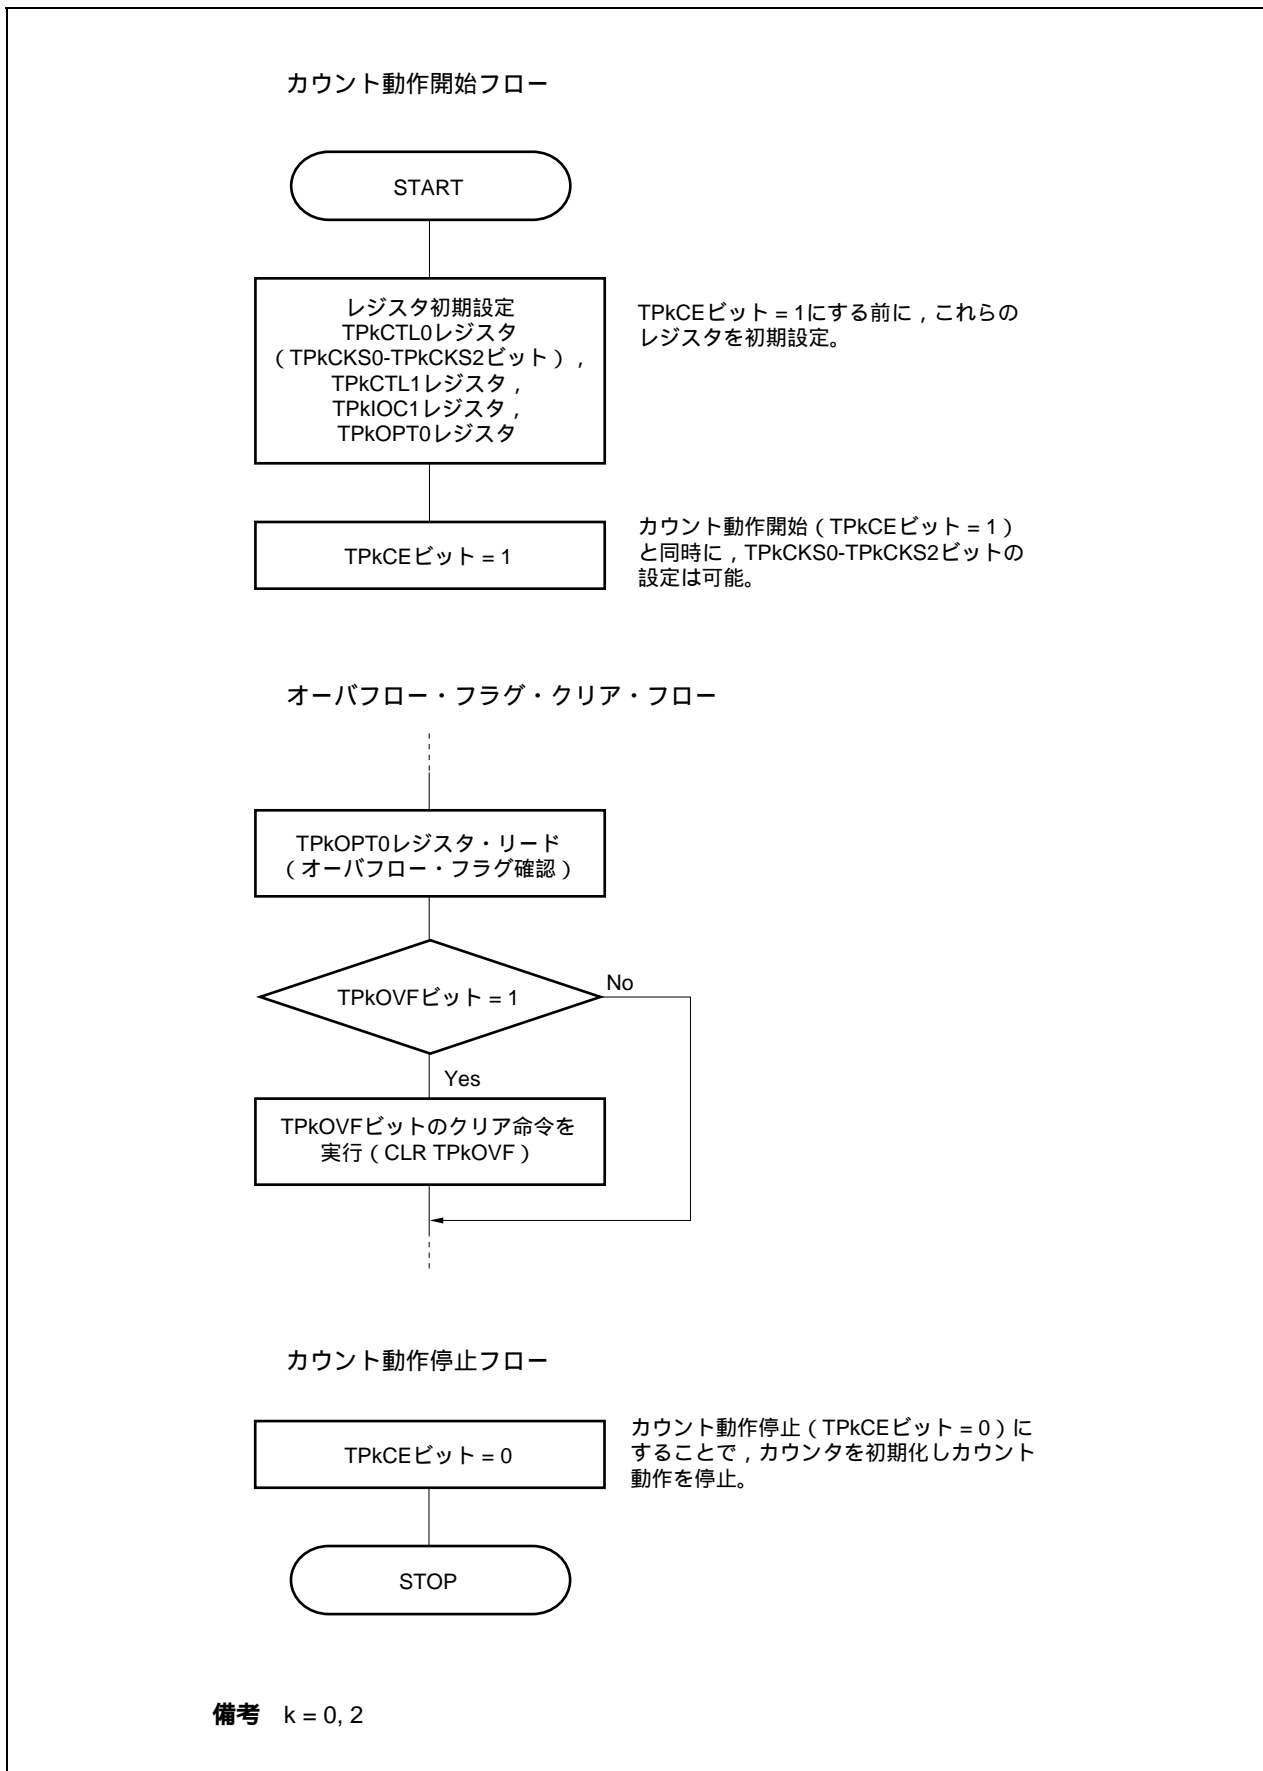 カウント動作開始フロー
START
レジスタ初期設定
TPkCTL0レジスタ
（TPkCKS0-TPkCKS2ビット），
TPkCTL1レジスタ，
TPkIOC1レジスタ，
TPkOPT0レジスタ
TPkCEビット = 1にする前に，これらの
レジスタを初期設定。
TPkCEビット = 1
カウント動作開始（TPkCEビット = 1）
と同時に，TPkCKS0-TPkCKS2ビットの
設定は可能。
オーバフロー・フラグ・クリア・フロー
TPkOPT0レジスタ・リード
（オーバフロー・フラグ確認）
TPkOVFビット = 1
No
Yes
TPkOVFビットのクリア命令を
実行（CLR TPkOVF）
カウント動作停止フロー
TPkCEビット = 0
カウント動作停止（TPkCEビット = 0）に
することで，カウンタを初期化しカウント
動作を停止。
STOP
備考 k = 0, 2